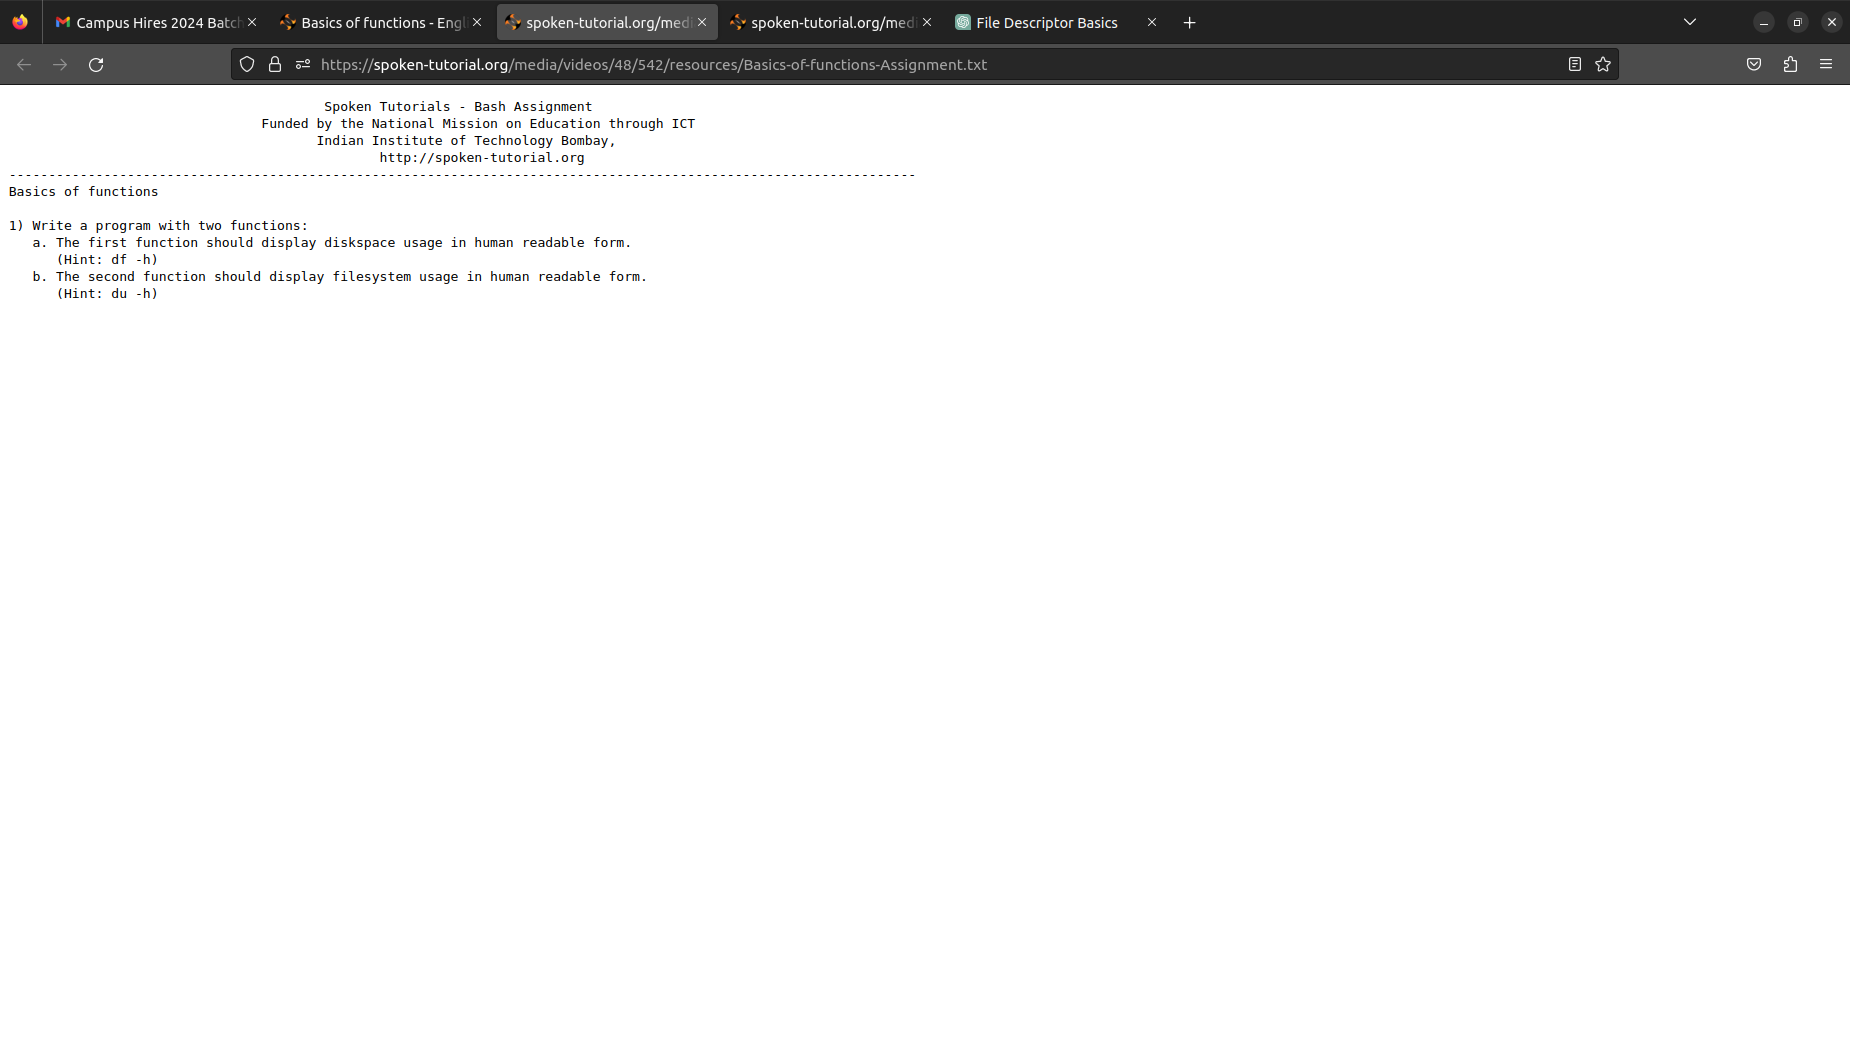 Campus Hires 2024 Batch
Basics of functions - Engl
spoken-tutorial.org/medi
spoken-tutorial.org/medi
File Descriptor Basics
https://spoken-tutorial.org/media/videos/48/542/resources/Basics-of-functions-Assignment.txt
Spoken Tutorials - Bash Assignment
Funded by the National Mission on Education through ICT
Indian Institute of Technology Bombay,
http://spoken-tutorial.org
-------------------------------------------------------------------------------------------------------------------
Basics of functions
1) Write a program with two functions:
a. The first function should display diskspace usage in human readable form.
(Hint: df -h)
b. The second function should display filesystem usage in human readable form.
(Hint: du -h)